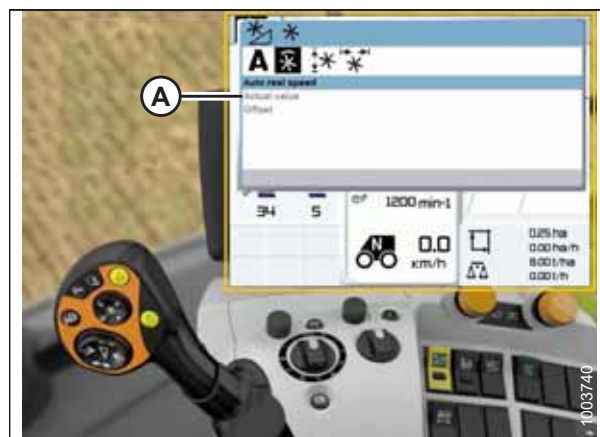 A
Auto reel speed
A
Actual value
Offset
34
5
1200 min-1
N
0.0
km/h
0.25 ha
0.00 ha/h
8.00 t/ha
0.00 t/h
1003740